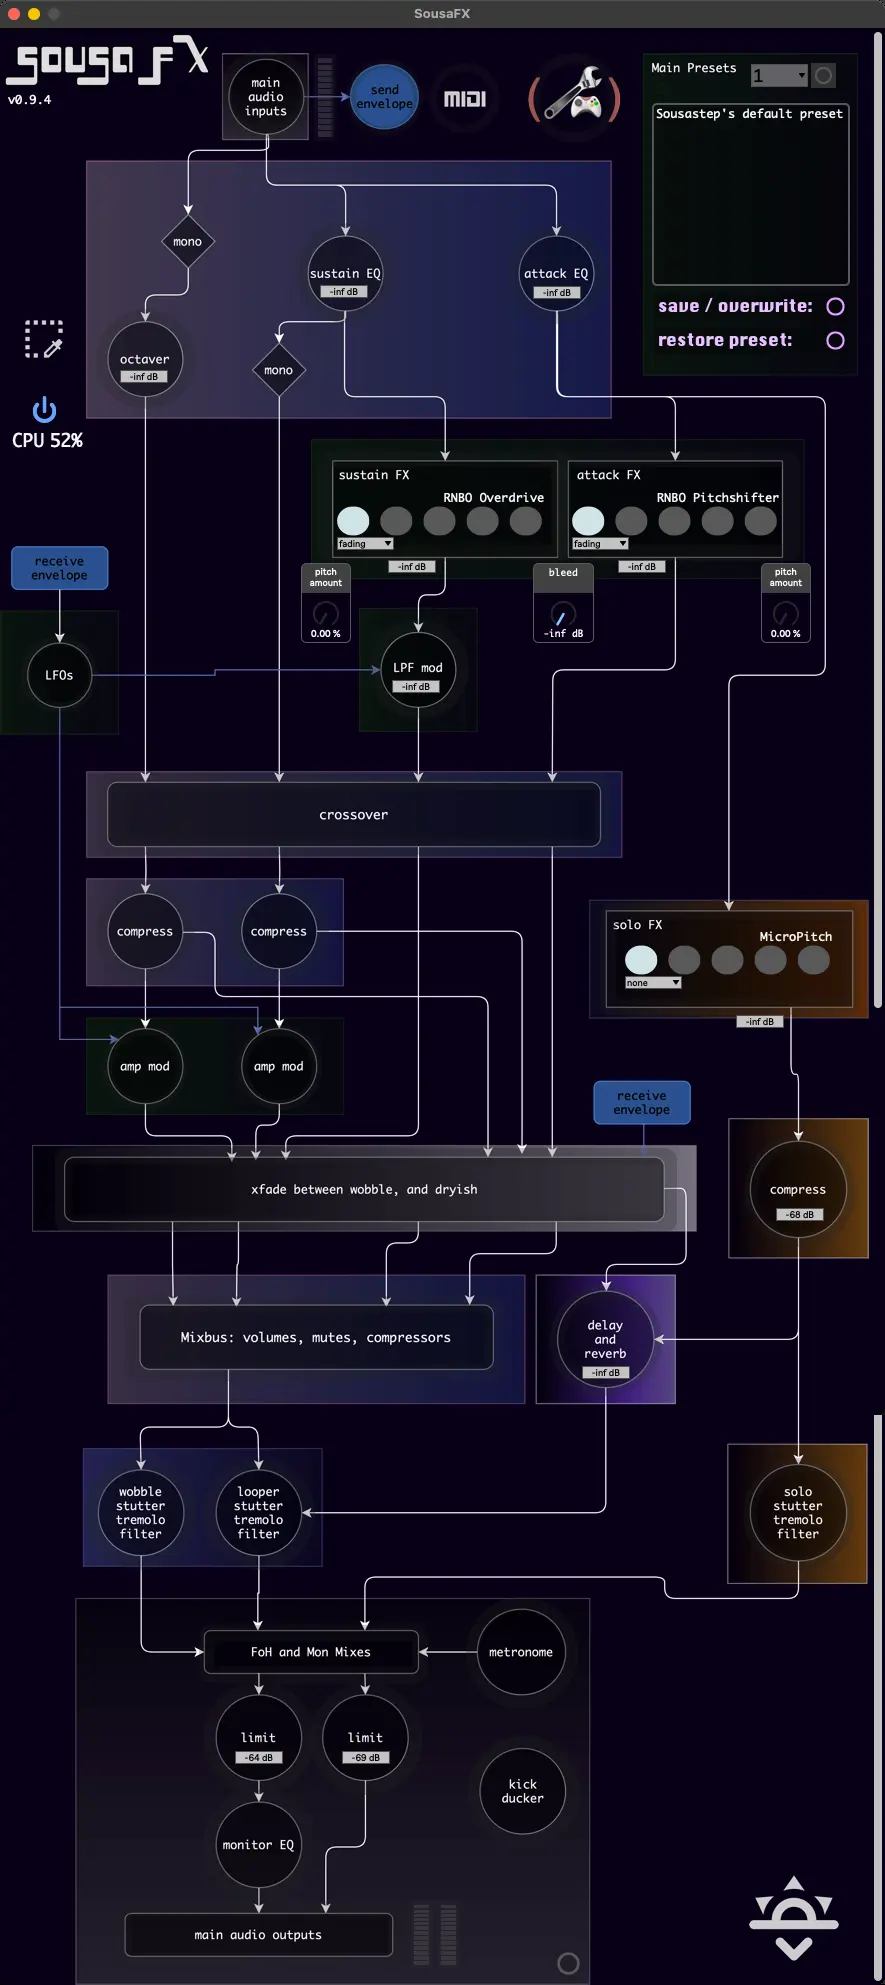 SousaFX
sousa fx
v0.9.4
main
audio
inputs
send
envelope
MIDI
Main Presets
1
Sousastep's default preset
save / overwrite:
restore preset:
mono
sustain EQ
-inf dB
attack EQ
-inf dB
octaver
-inf dB
mono
CPU 52%
sustain FX
RNBO Overdrive
fading
-inf dB
attack FX
RNBO Pitchshifter
fading
-inf dB
receive
envelope
pitch
amount
0.00 %
bleed
-inf dB
pitch
amount
0.00 %
LFOs
LPF mod
-inf dB
crossover
compress
compress
solo FX
MicroPitch
none
-inf dB
amp mod
amp mod
receive
envelope
xfade between wobble, and dryish
compress
-68 dB
Mixbus: volumes, mutes, compressors
delay
and
reverb
-inf dB
wobble
stutter
tremolo
filter
looper
stutter
tremolo
filter
solo
stutter
tremolo
filter
FoH and Mon Mixes
metronome
limit
-64 dB
limit
-69 dB
kick
ducker
monitor EQ
main audio outputs